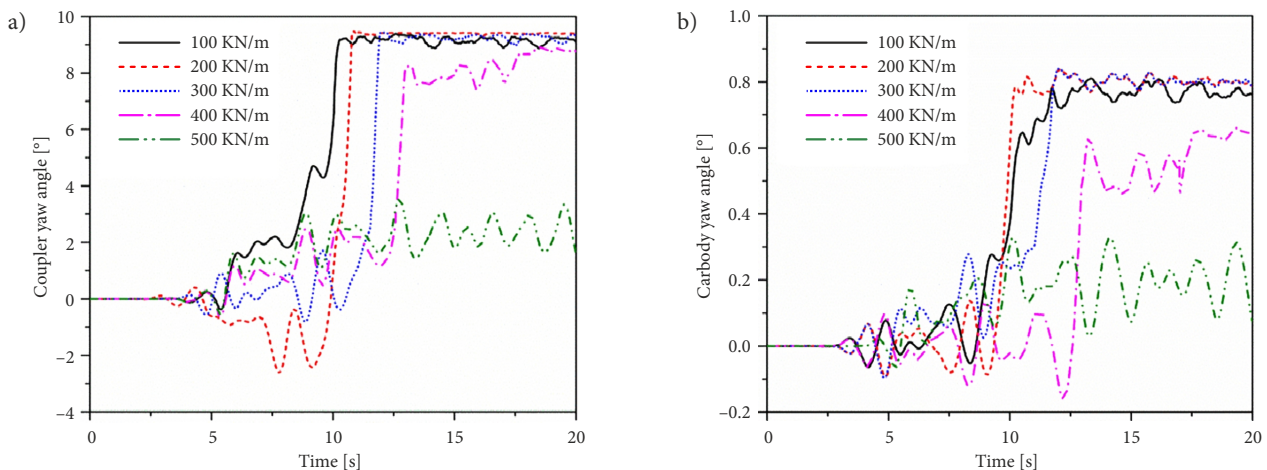 a)
10
8
6
4
2
0
–2
–4
Coupler yaw angle [°]
100 KN/m
200 KN/m
300 KN/m
400 KN/m
500 KN/m
0
5
10
15
20
Time [s]
b)
1.0
0.8
0.6
0.4
0.2
0.0
–0.2
Carbody yaw angle [°]
100 KN/m
200 KN/m
300 KN/m
400 KN/m
500 KN/m
0
5
10
15
20
Time [s]